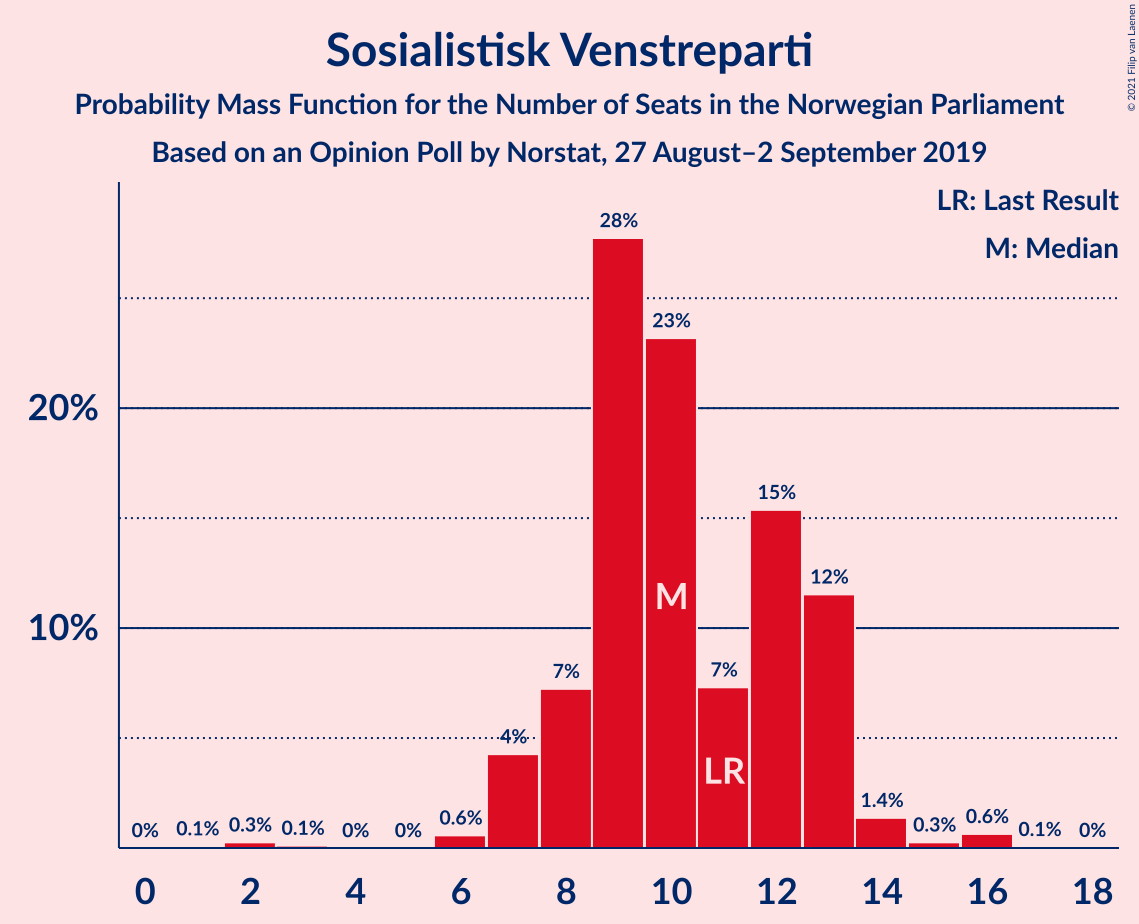 Sosialistisk Venstreparti
Probability Mass Function for the Number of Seats in the Norwegian Parliament
Based on an Opinion Poll by Norstat, 27 August–2 September 2019
© 2021 Filip van Laenen
LR: Last Result
M: Median
20%
10%
0%
0.1%
0.3%
0.1%
0%
0%
0.6%
4%
7%
28%
23%
7%
15%
12%
1.4%
0.3%
0.6%
0.1%
0%
M
LR
0 2 4 6 8 10 12 14 16 18